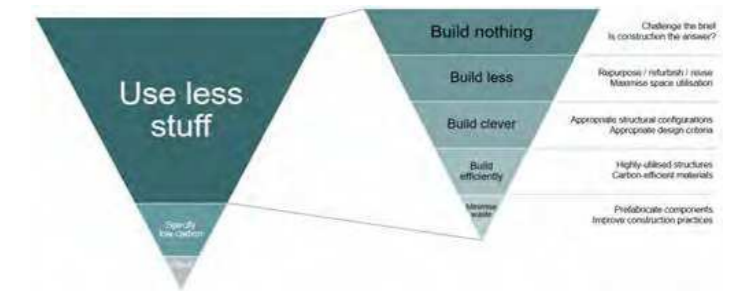 Use less
stuff
Specify
low carbon
Build nothing
Challenge the brief
Is construction the answer?
Build less
Repurpose / refurbish / reuse
Maximise space utilisation
Build clever
Appropriate structural configurations
Appropriate design criteria
Build
efficiently
Highly-utilised structures
Carbon-efficient materials
Minimise
waste
Prefabricate components
Improve construction practices